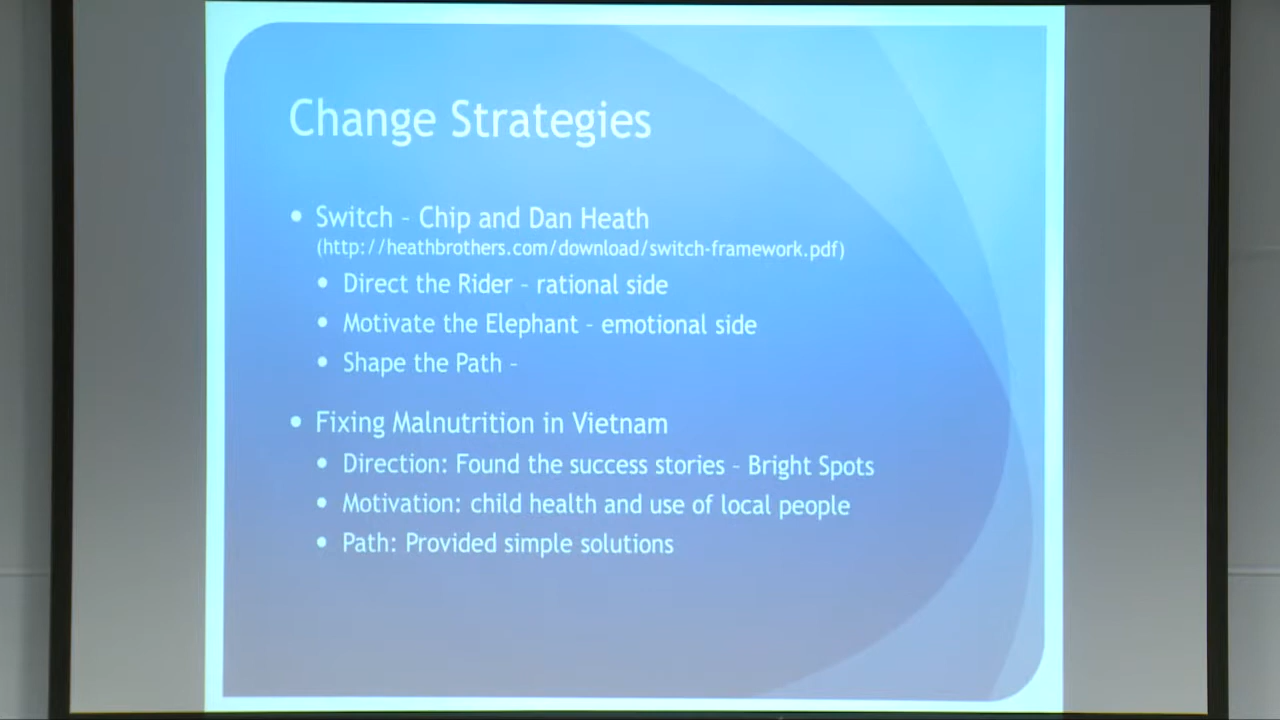 Change Strategies
• Switch – Chip and Dan Heath
(http://heathbrothers.com/download/switch-framework.pdf)
• Direct the Rider – rational side
• Motivate the Elephant – emotional side
• Shape the Path –
• Fixing Malnutrition in Vietnam
• Direction: Found the success stories – Bright Spots
• Motivation: child health and use of local people
• Path: Provided simple solutions